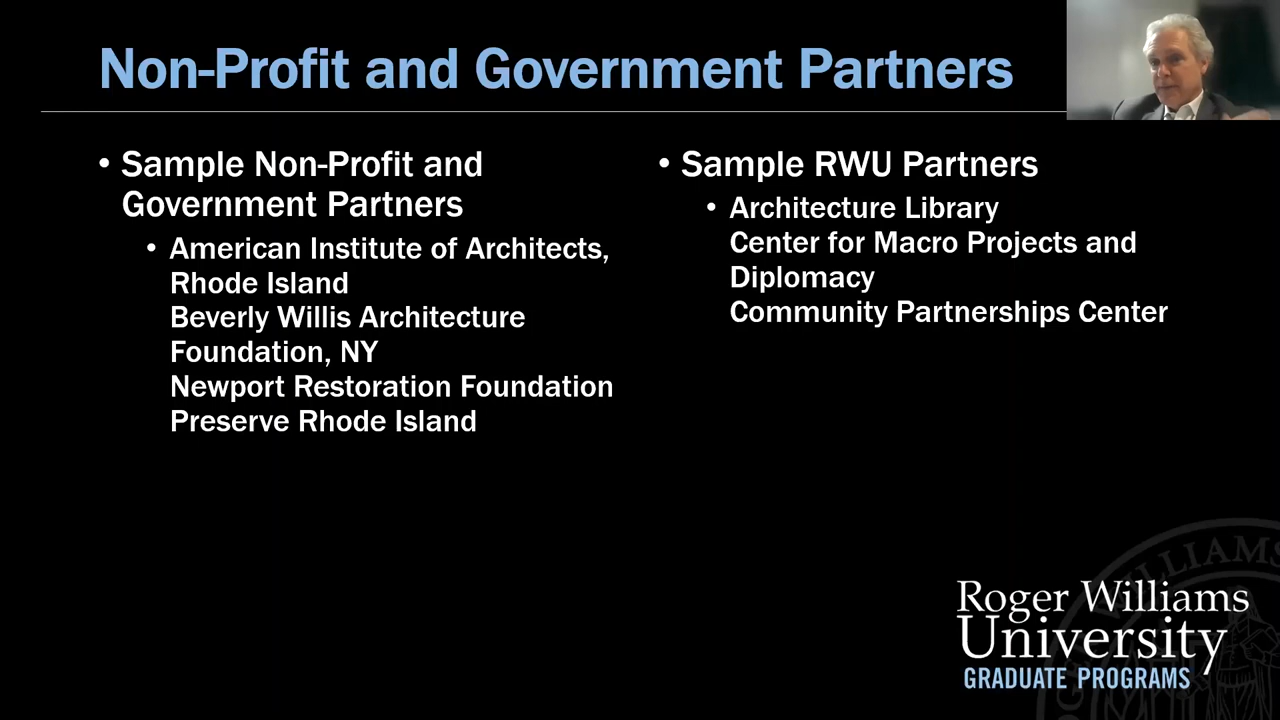 Non-Profit and Government Partners
• Sample Non-Profit and
Government Partners
• American Institute of Architects,
Rhode Island
Beverly Willis Architecture
Foundation, NY
Newport Restoration Foundation
Preserve Rhode Island
• Sample RWU Partners
• Architecture Library
Center for Macro Projects and
Diplomacy
Community Partnerships Center
WILLIAMS
Roger Williams
University
GRADUATE PROGRAMS